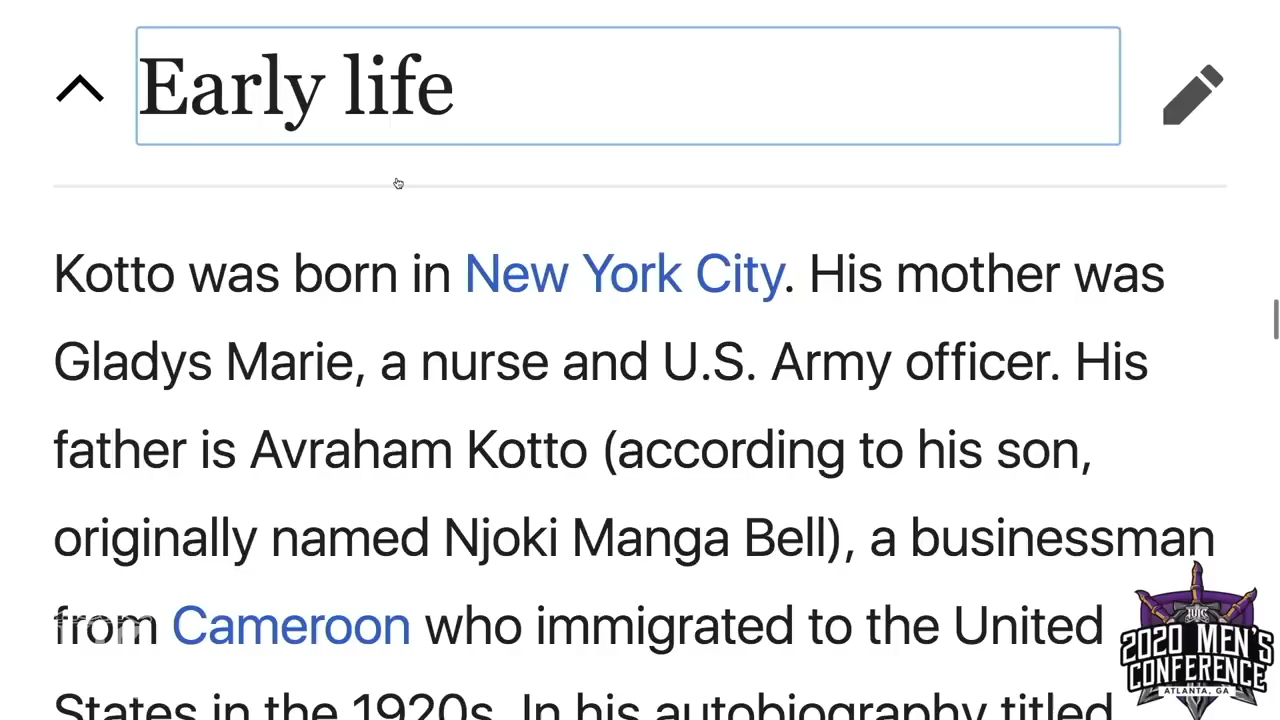 Early life
Kotto was born in New York City. His mother was
Gladys Marie, a nurse and U.S. Army officer. His
father is Avraham Kotto (according to his son,
originally named Njoki Manga Bell), a businessman
from Cameroon who immigrated to the United
States in the 1920s. In his autobiography titled
IUIC
2020 MEN'S
CONFERENCE
ATLANTA, GA